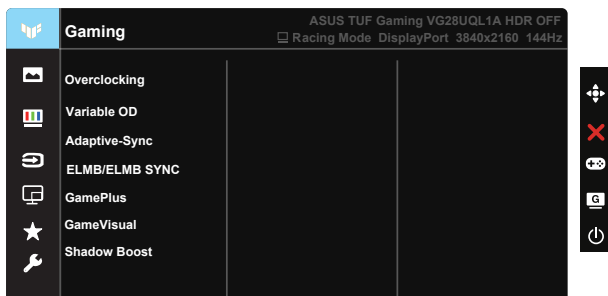 ASUS TUF Gaming VG28UQL1A HDR OFF
Gaming
Racing Mode DisplayPort 3840x2160 144Hz
Overclocking
Variable OD
Adaptive-Sync
ELMB/ELMB SYNC
GamePlus
GameVisual
Shadow Boost
G